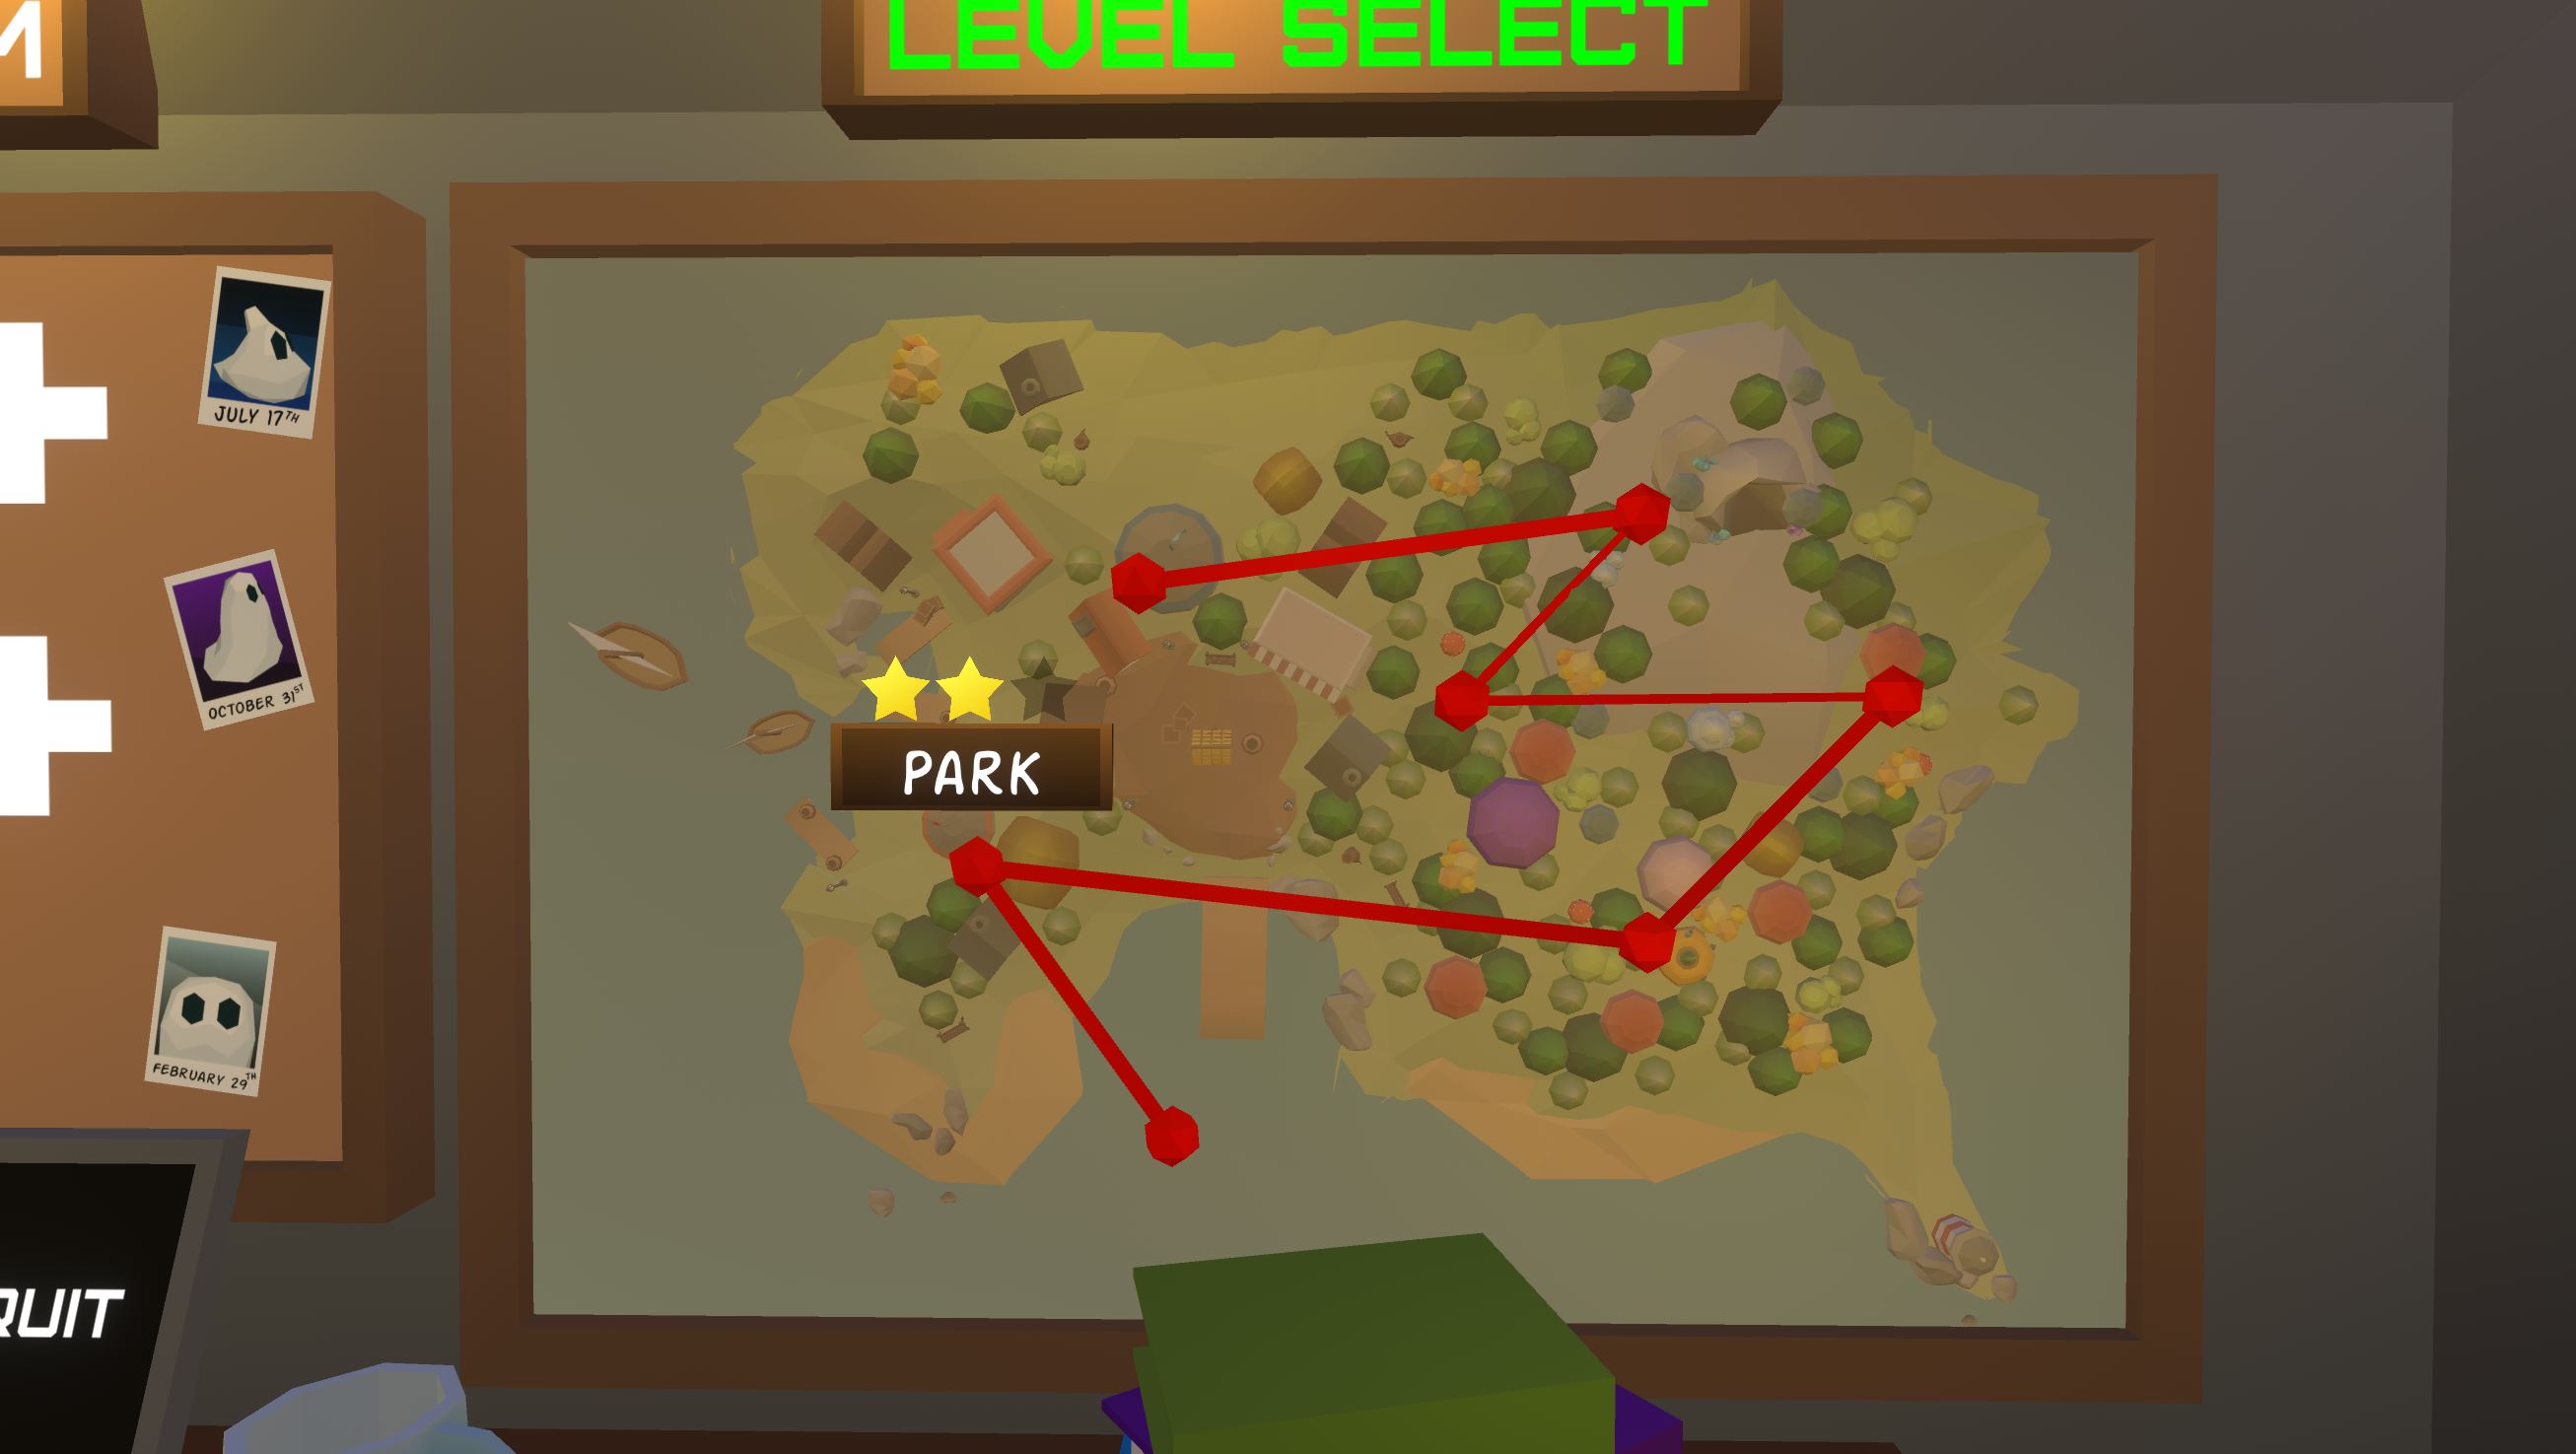 M
LEVEL SELECT
JULY 17TH
OCTOBER 31ST
PARK
FEBRUARY 29TH
QUIT